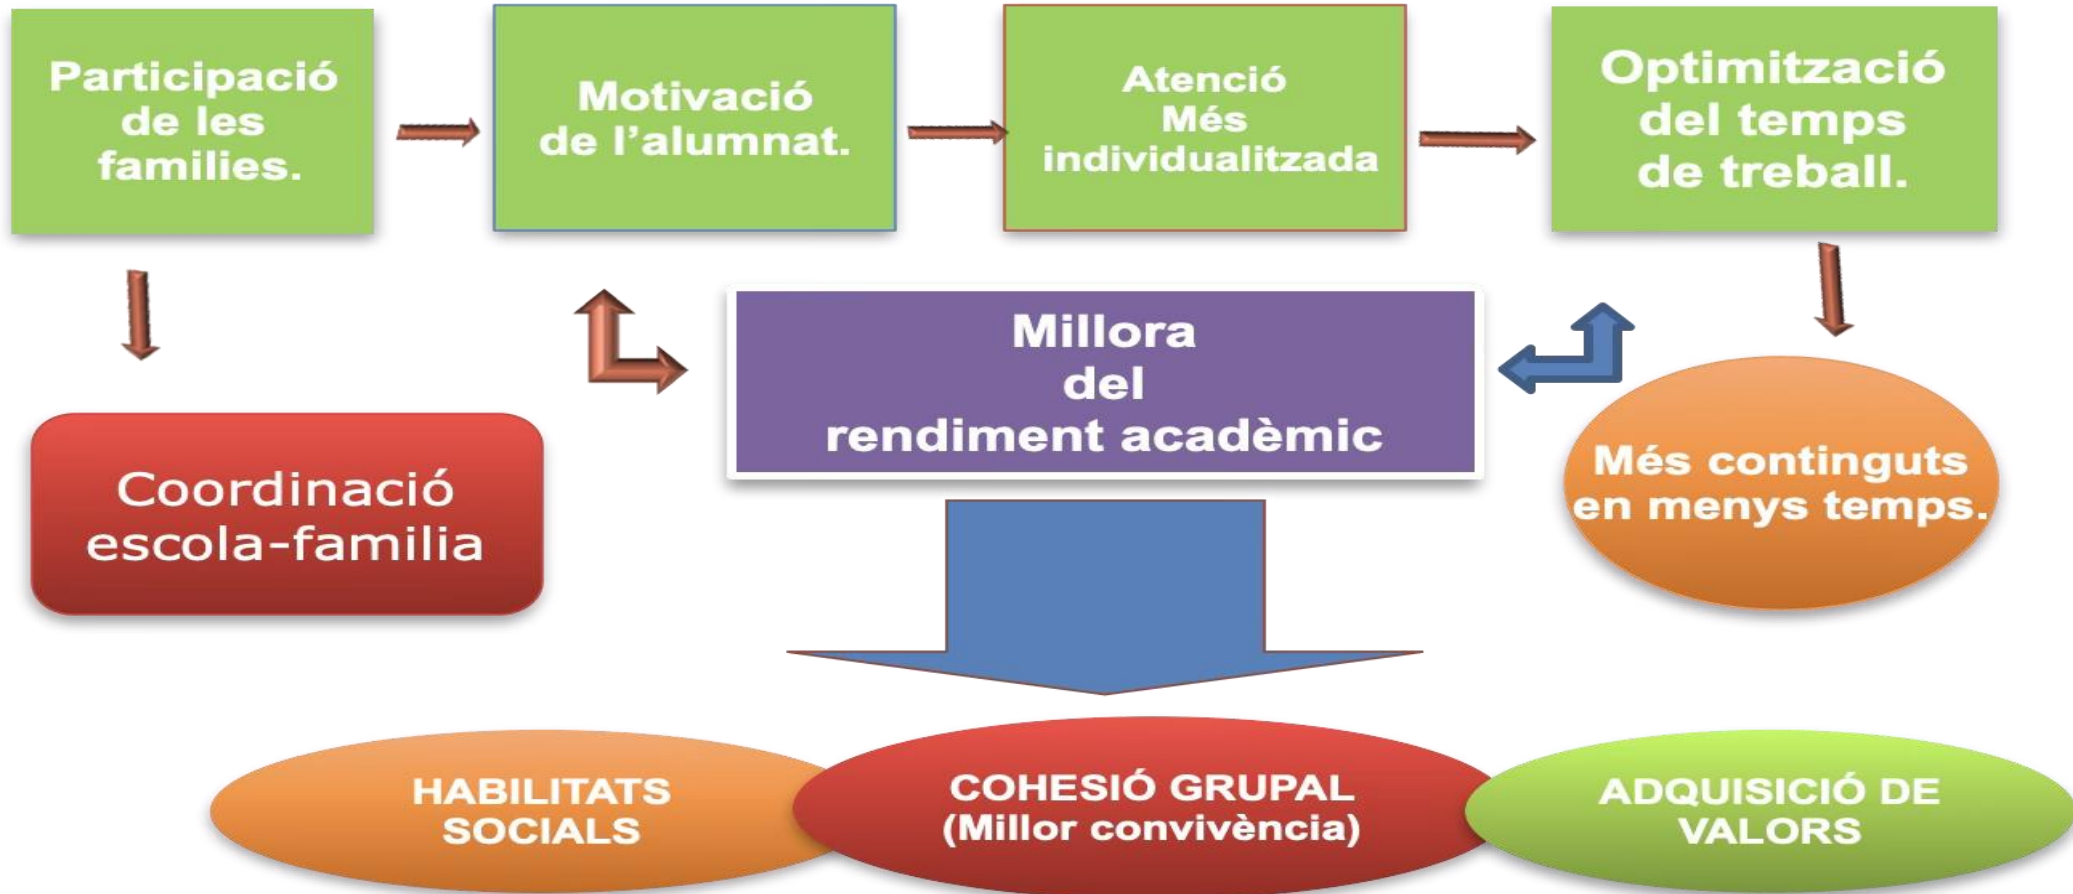 Participació
de les
families.
Motivació
de l’alumnat.
Atenció
Més
individualitzada
Optimització
del temps
de treball.
Millora
del
rendiment acadèmic
Coordinació
escola-familia
Més continguts
en menys temps.
HABILITATS
SOCIALS
COHESIÓ GRUPAL
(Millor convivència)
ADQUISICIÓ DE
VALORS